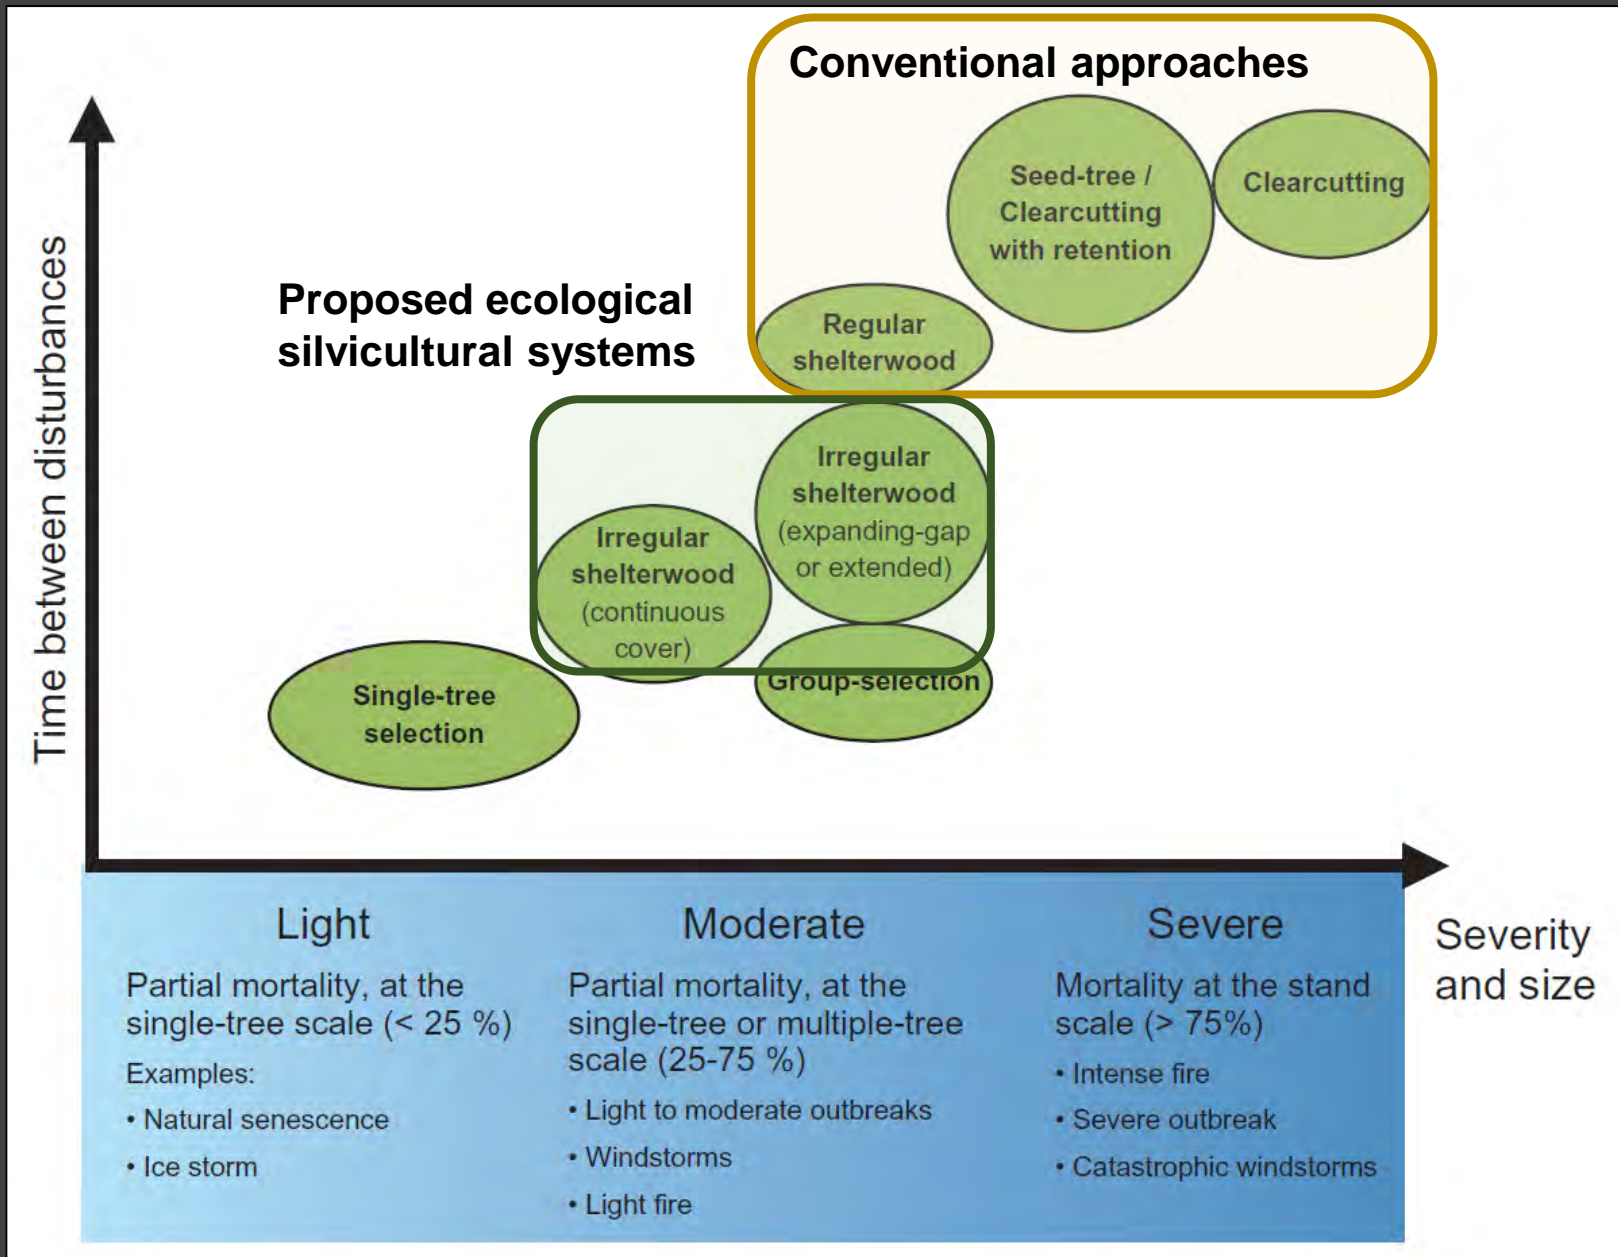 Conventional approaches
Seed-tree /
Clearcutting
with retention
Clearcutting
Regular
shelterwood
Proposed ecological
silvicultural systems
Irregular
shelterwood
(expanding-gap
or extended)
Irregular
shelterwood
(continuous
cover)
Group-selection
Single-tree
selection
Time between disturbances
Light
Partial mortality, at the
single-tree scale (< 25 %)
Examples:
• Natural senescence
• Ice storm
Moderate
Partial mortality, at the
single-tree or multiple-tree
scale (25-75 %)
• Light to moderate outbreaks
• Windstorms
• Light fire
Severe
Mortality at the stand
scale (> 75%)
• Intense fire
• Severe outbreak
• Catastrophic windstorms
Severity
and size